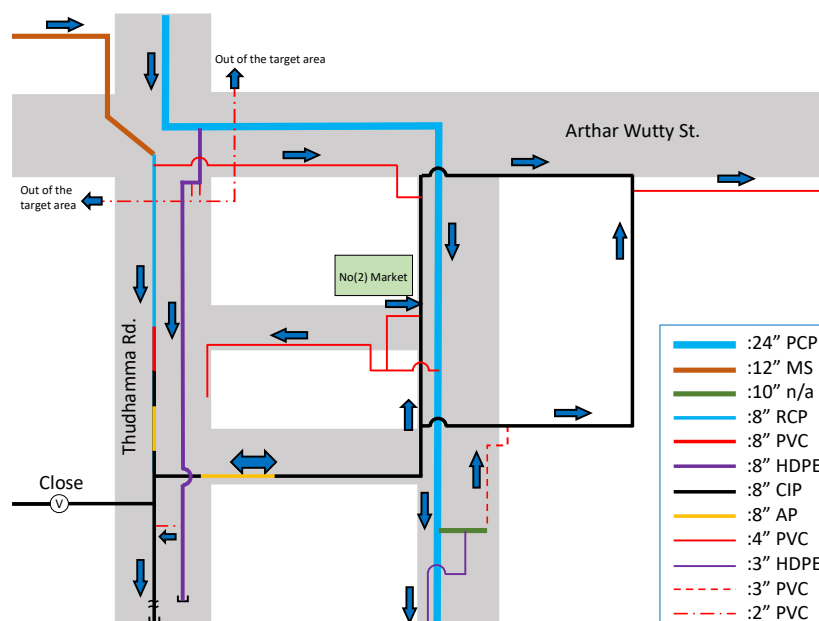 Out of the target area
Arthar Wutty St.
Out of the
target area
No(2) Market
Thudhamma Rd.
Close
V
:24” PCP
:12” MS
:10” n/a
:8” RCP
:8” PVC
:8” HDPE
:8” CIP
:8” AP
:4” PVC
:3” HDPE
:3” PVC
:2” PVC